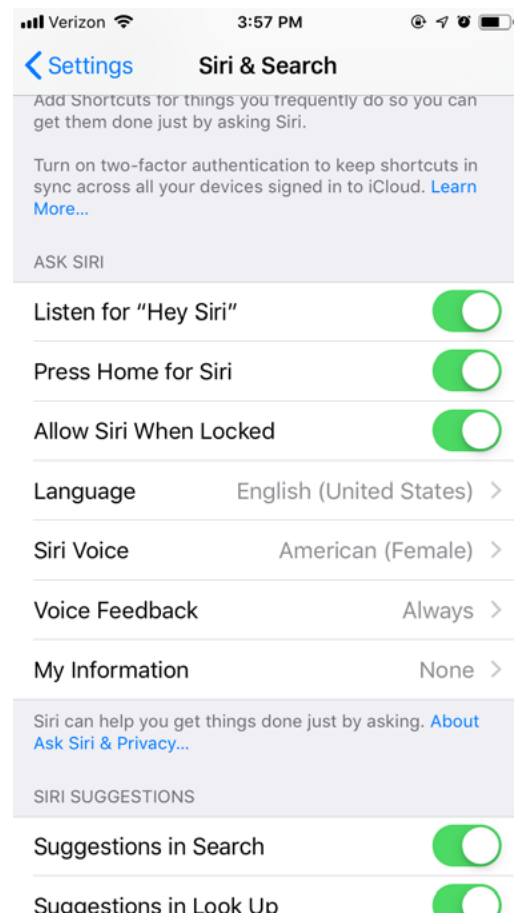 Verizon 3:57 PM
Settings Siri & Search
Add Shortcuts for things you frequently do so you can
get them done just by asking Siri.
Turn on two-factor authentication to keep shortcuts in
sync across all your devices signed in to iCloud. Learn
More...
ASK SIRI
Listen for “Hey Siri”
Press Home for Siri
Allow Siri When Locked
Language English (United States)
Siri Voice American (Female)
Voice Feedback Always
My Information None
Siri can help you get things done just by asking. About
Ask Siri & Privacy...
SIRI SUGGESTIONS
Suggestions in Search
Suggestions in Look Up